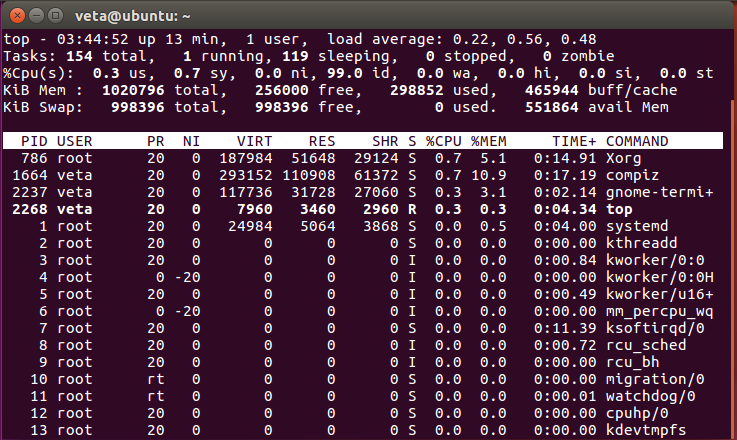 veta@ubuntu: ~
top - 03:44:52 up 13 min,  1 user,  load average: 0.22, 0.56, 0.48
Tasks: 154 total,   1 running, 119 sleeping,   0 stopped,   0 zombie
%Cpu(s):  0.3 us,  0.7 sy,  0.0 ni, 99.0 id,  0.0 wa,  0.0 hi,  0.0 si,  0.0 st
KiB Mem :  1020796 total,   256000 free,   298852 used,   465944 buff/cache
KiB Swap:   998396 total,   998396 free,        0 used.   551864 avail Mem
PID USER      PR  NI    VIRT    RES    SHR S %CPU %MEM     TIME+ COMMAND
786 root      20   0  187984  51648  29124 S  0.7  5.1   0:14.91 Xorg
1664 veta      20   0  293152 110908  61372 S  0.7 10.9   0:17.19 compiz
2237 veta      20   0  117736  31728  27060 S  0.3  3.1   0:02.14 gnome-termi+
2268 veta      20   0    7960   3460   2960 R  0.3  0.3   0:04.34 top
1 root      20   0   24984   5064   3868 S  0.0  0.5   0:04.00 systemd
2 root      20   0       0      0      0 S  0.0  0.0   0:00.00 kthreadd
3 root      20   0       0      0      0 I  0.0  0.0   0:00.84 kworker/0:0
4 root       0 -20       0      0      0 I  0.0  0.0   0:00.00 kworker/0:0H
5 root      20   0       0      0      0 I  0.0  0.0   0:00.49 kworker/u16+
6 root       0 -20       0      0      0 I  0.0  0.0   0:00.00 mm_percpu_wq
7 root      20   0       0      0      0 S  0.0  0.0   0:11.39 ksoftirqd/0
8 root      20   0       0      0      0 I  0.0  0.0   0:00.72 rcu_sched
9 root      20   0       0      0      0 I  0.0  0.0   0:00.00 rcu_bh
10 root      rt   0       0      0      0 S  0.0  0.0   0:00.00 migration/0
11 root      rt   0       0      0      0 S  0.0  0.0   0:00.01 watchdog/0
12 root      20   0       0      0      0 S  0.0  0.0   0:00.00 cpuhp/0
13 root      20   0       0      0      0 S  0.0  0.0   0:00.00 kdevtmpfs